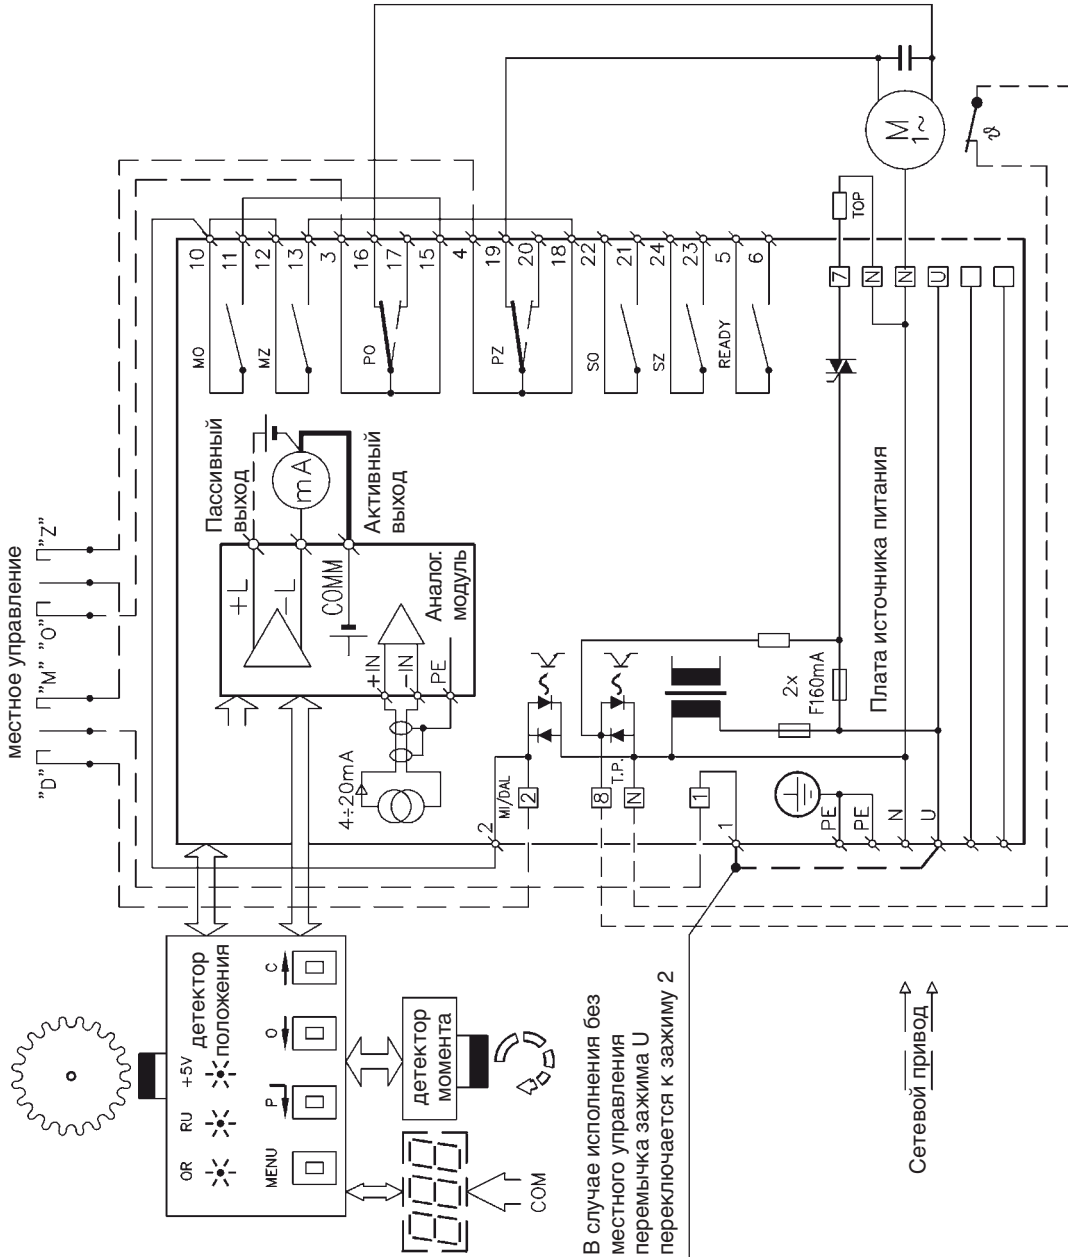 местное управление
"D"
"M"
"O"
"Z"
10
11
12
13
3
16
17
15
4
19
20
18
22
21
24
23
5
6
MO
MZ
PO
PZ
SO
SZ
READY
TOP
M
1~
ϑ
7
N
N
U
Пассивный
выход
mA
Активный
выход
+L
-L
COMM
Аналог.
модуль
+IN
-IN
PE
4÷20mA
2
MI/DAL
2
8
T.P.
N
1
1
2x
F160mA
Плата источника питания
PE
PE
N
U
OR
RU
+5V
детектор
положения
MENU
P
O
C
детектор
момента
COM
В случае исполнения без
местного управления
перемычка зажима U
переключается к зажиму 2
Сетевой привод